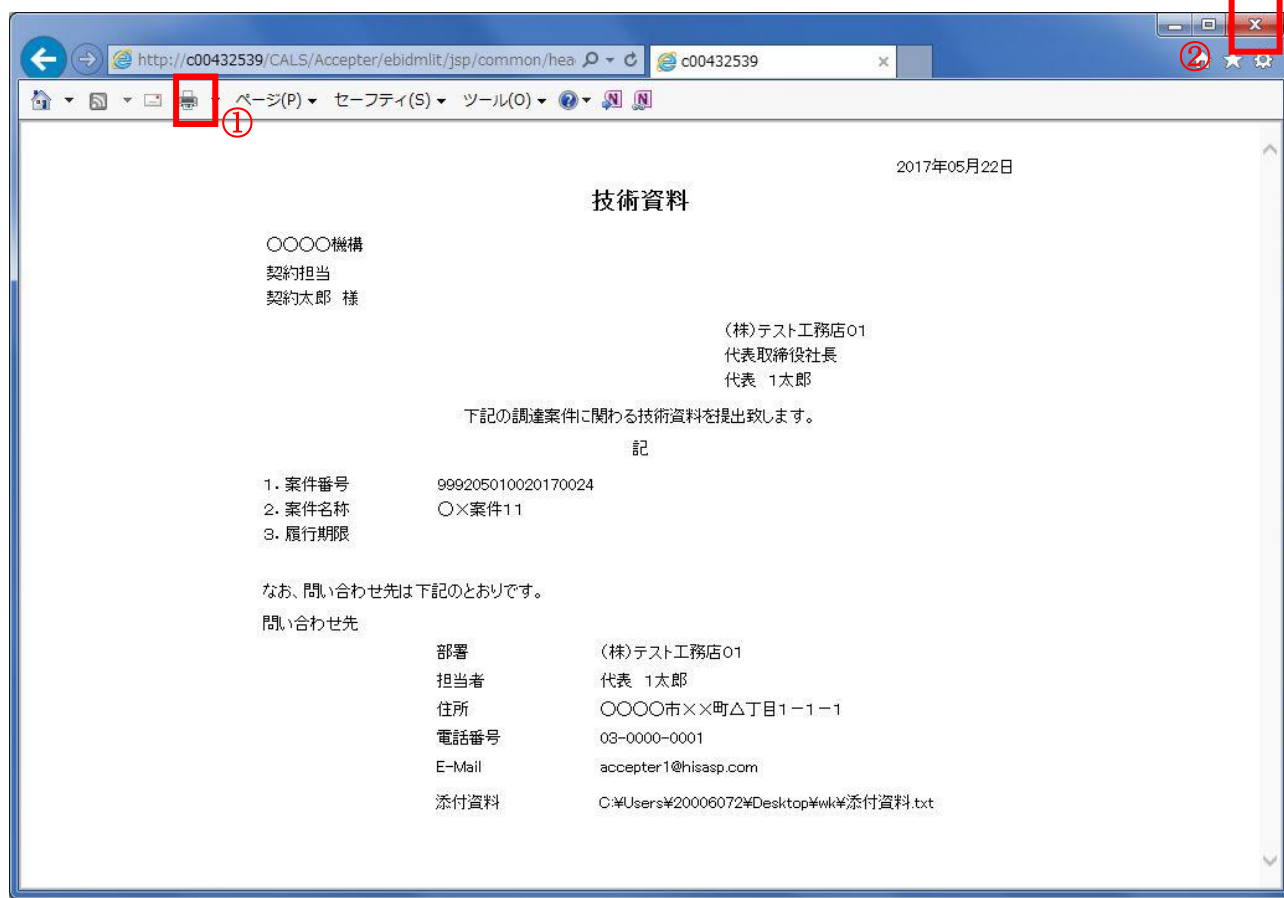 http://c00432539/CALS/Accepter/ebidmlit/jsp/common/hea
c00432539
②
ページ(P) セーフティ(S) ツール(O)
①
2017年05月22日
技術資料
〇〇〇〇機構
契約担当
契約太郎 様
(株)テスト工務店01
代表取締役社長
代表 1太郎
下記の調達案件に関わる技術資料を提出致します。
記
1.案件番号 999205010020170024
2.案件名称 〇×案件11
3.履行期限
なお、問い合わせ先は下記のとおりです。
問い合わせ先
部署 (株)テスト工務店01
担当者 代表 1太郎
住所 〇〇〇〇市××町△丁目1-1-1
電話番号 03-0000-0001
E-Mail accepter1@hisasp.com
添付資料 C:¥Users¥20006072¥Desktop¥wk¥添付資料.txt